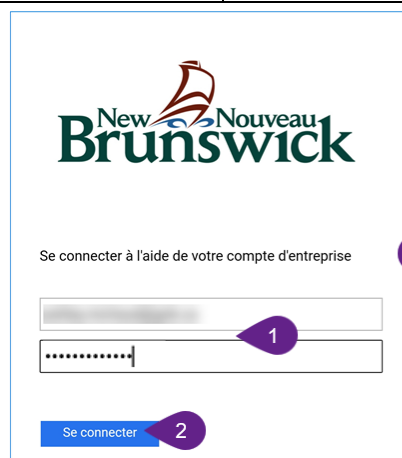 New Nouveau
Brunswick
Se connecter à l'aide de votre compte d'entreprise
1
•••••••••••••
Se connecter 2